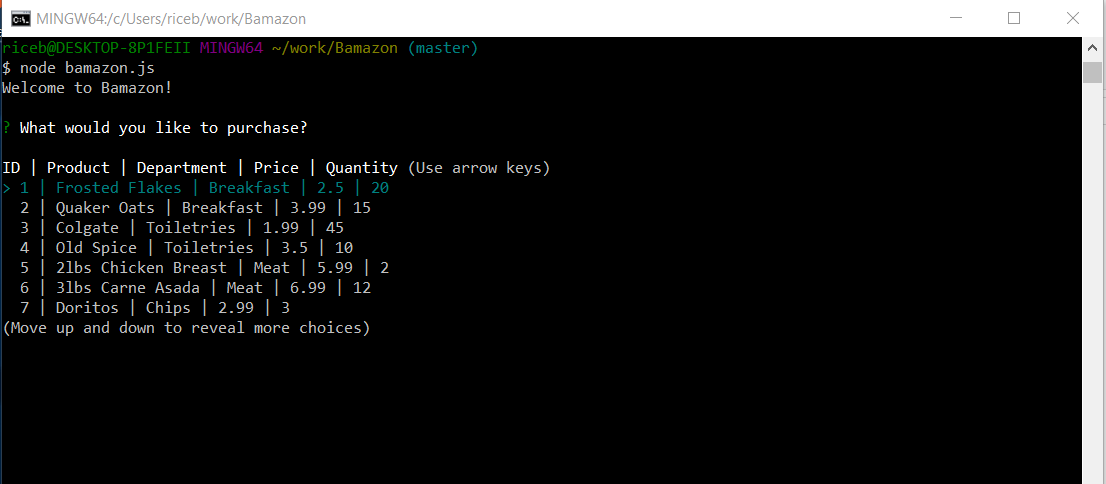 MINGW64:/c/Users/riceb/work/Bamazon
riceb@DESKTOP-8P1FEII MINGW64 ~/work/Bamazon (master)
$ node bamazon.js
Welcome to Bamazon!
? What would you like to purchase?
ID | Product | Department | Price | Quantity (Use arrow keys)
> 1 | Frosted Flakes | Breakfast | 2.5 | 20
2 | Quaker Oats | Breakfast | 3.99 | 15
3 | Colgate | Toiletries | 1.99 | 45
4 | Old Spice | Toiletries | 3.5 | 10
5 | 2lbs Chicken Breast | Meat | 5.99 | 2
6 | 3lbs Carne Asada | Meat | 6.99 | 12
7 | Doritos | Chips | 2.99 | 3
(Move up and down to reveal more choices)